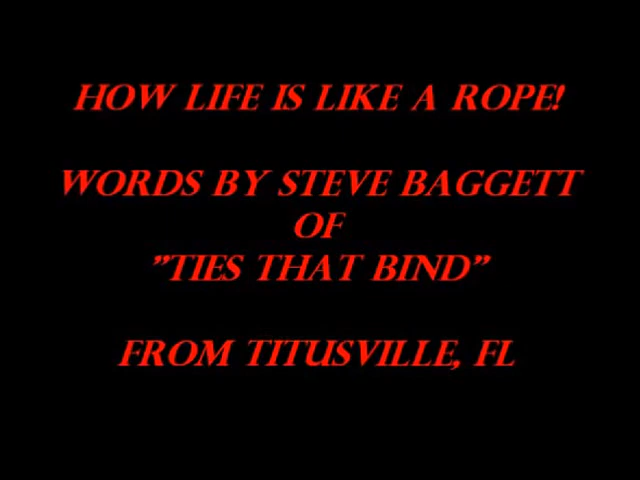 HOW LIFE IS LIKE A ROPE!
WORDS BY STEVE BAGGETT
OF
"TIES THAT BIND"
FROM TITUSVILLE, FL